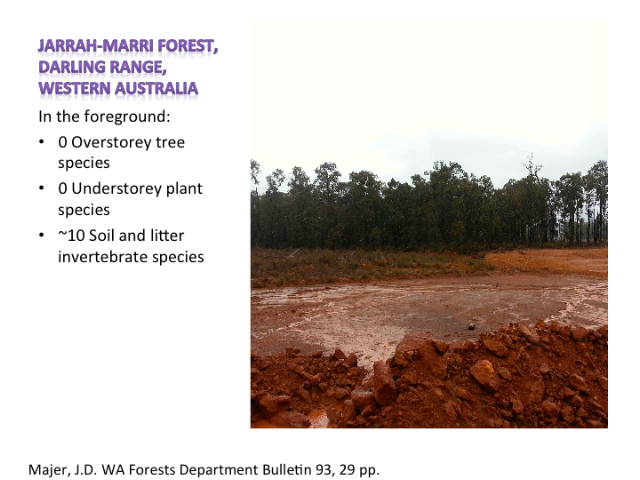 JARRAH-MARRI FOREST,
DARLING RANGE,
WESTERN AUSTRALIA
In the foreground:
• 0 Overstorey tree
species
• 0 Understorey plant
species
• ~10 Soil and litter
invertebrate species
Majer, J.D. WA Forests Department Bulletin 93, 29 pp.